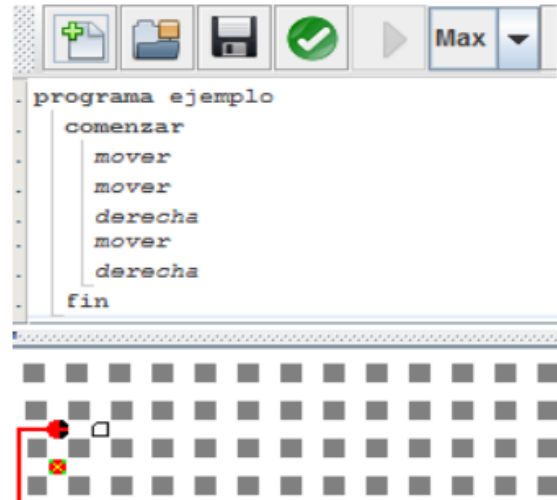 Max
programa ejemplo
comenzar
mover
mover
derecha
mover
derecha
fin